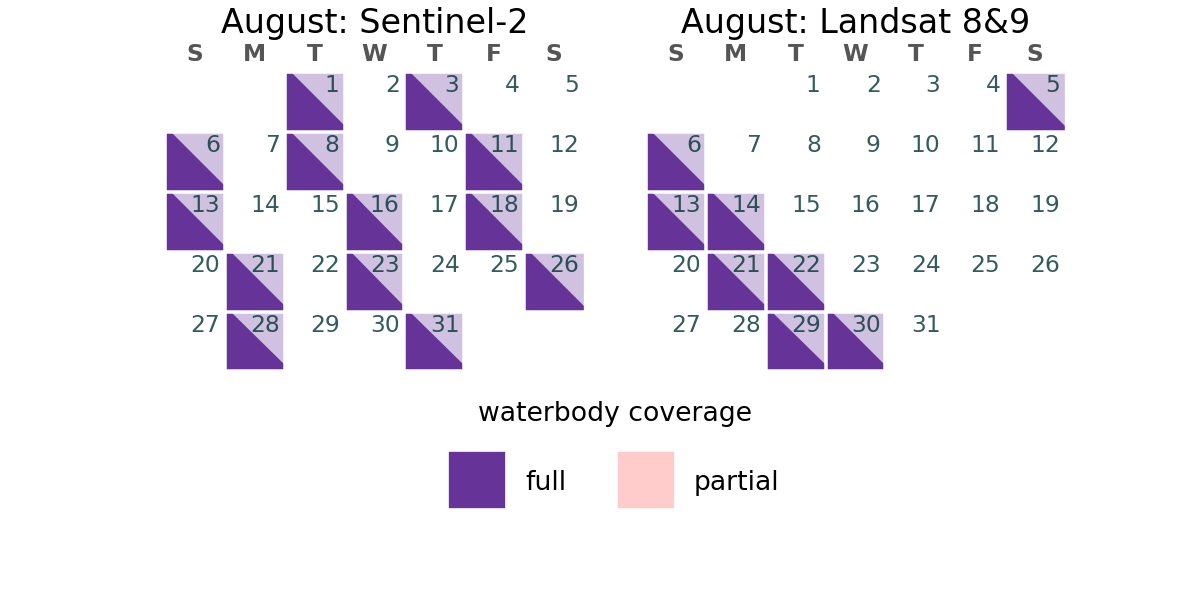 August: Sentinel-2
S M T W T F S
1 2 3 4 5
6 7 8 9 10 11 12
13 14 15 16 17 18 19
20 21 22 23 24 25 26
27 28 29 30 31
August: Landsat 8&9
S M T W T F S
1 2 3 4 5
6 7 8 9 10 11 12
13 14 15 16 17 18 19
20 21 22 23 24 25 26
27 28 29 30 31
waterbody coverage
full partial